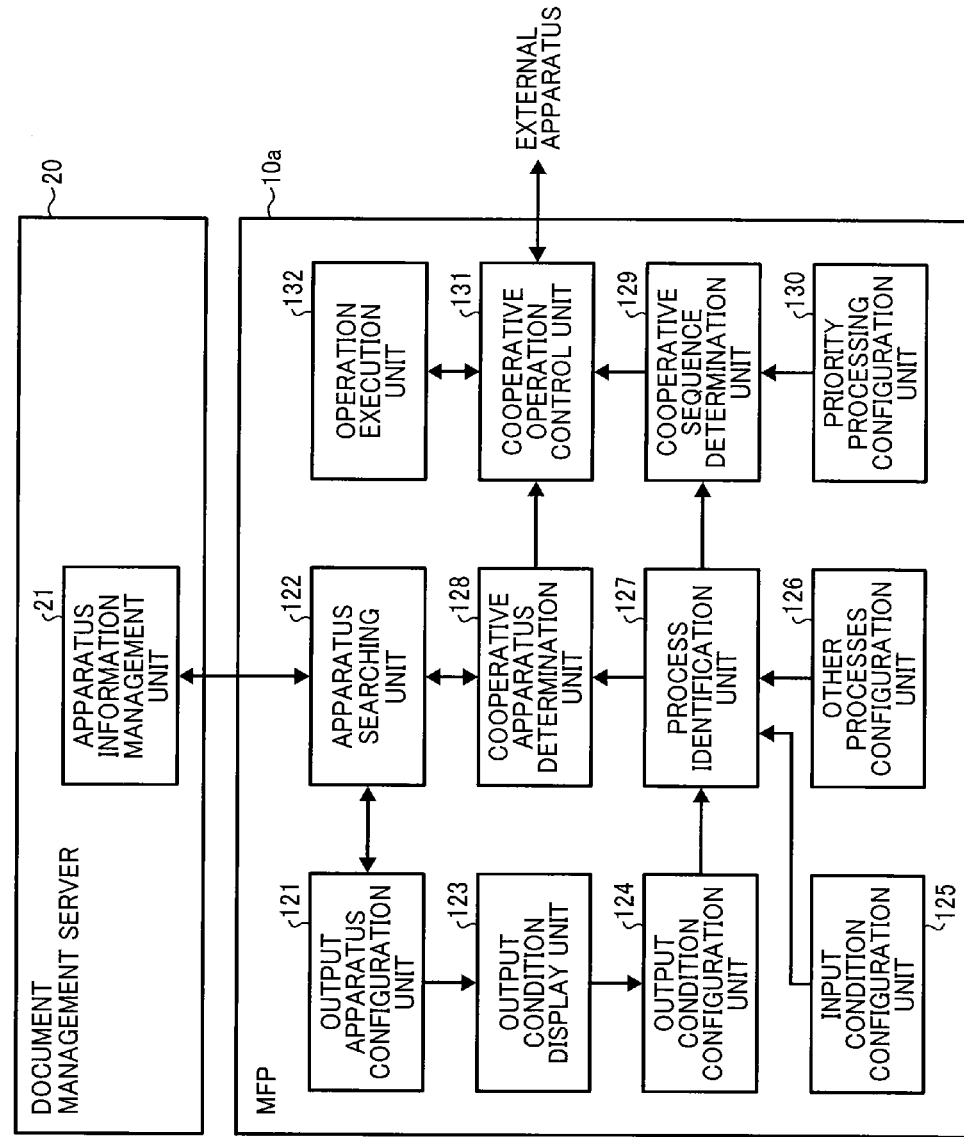 DOCUMENT
MANAGEMENT SERVER
20
21
APPARATUS
INFORMATION
MANAGEMENT
UNIT
MFP
10a
121
OUTPUT
APPARATUS
CONFIGURATION
UNIT
122
APPARATUS
SEARCHING
UNIT
132
OPERATION
EXECUTION
UNIT
123
OUTPUT
CONDITION
DISPLAY UNIT
128
COOPERATIVE
APPARATUS
DETERMINATION
UNIT
131
COOPERATIVE
OPERATION
CONTROL UNIT
EXTERNAL
APPARATUS
124
OUTPUT
CONDITION
CONFIGURATION
UNIT
127
PROCESS
IDENTIFICATION
UNIT
129
COOPERATIVE
SEQUENCE
DETERMINATION
UNIT
INPUT
CONDITION
CONFIGURATION
UNIT
125
126
OTHER
PROCESSES
CONFIGURATION
UNIT
130
PRIORITY
PROCESSING
CONFIGURATION
UNIT